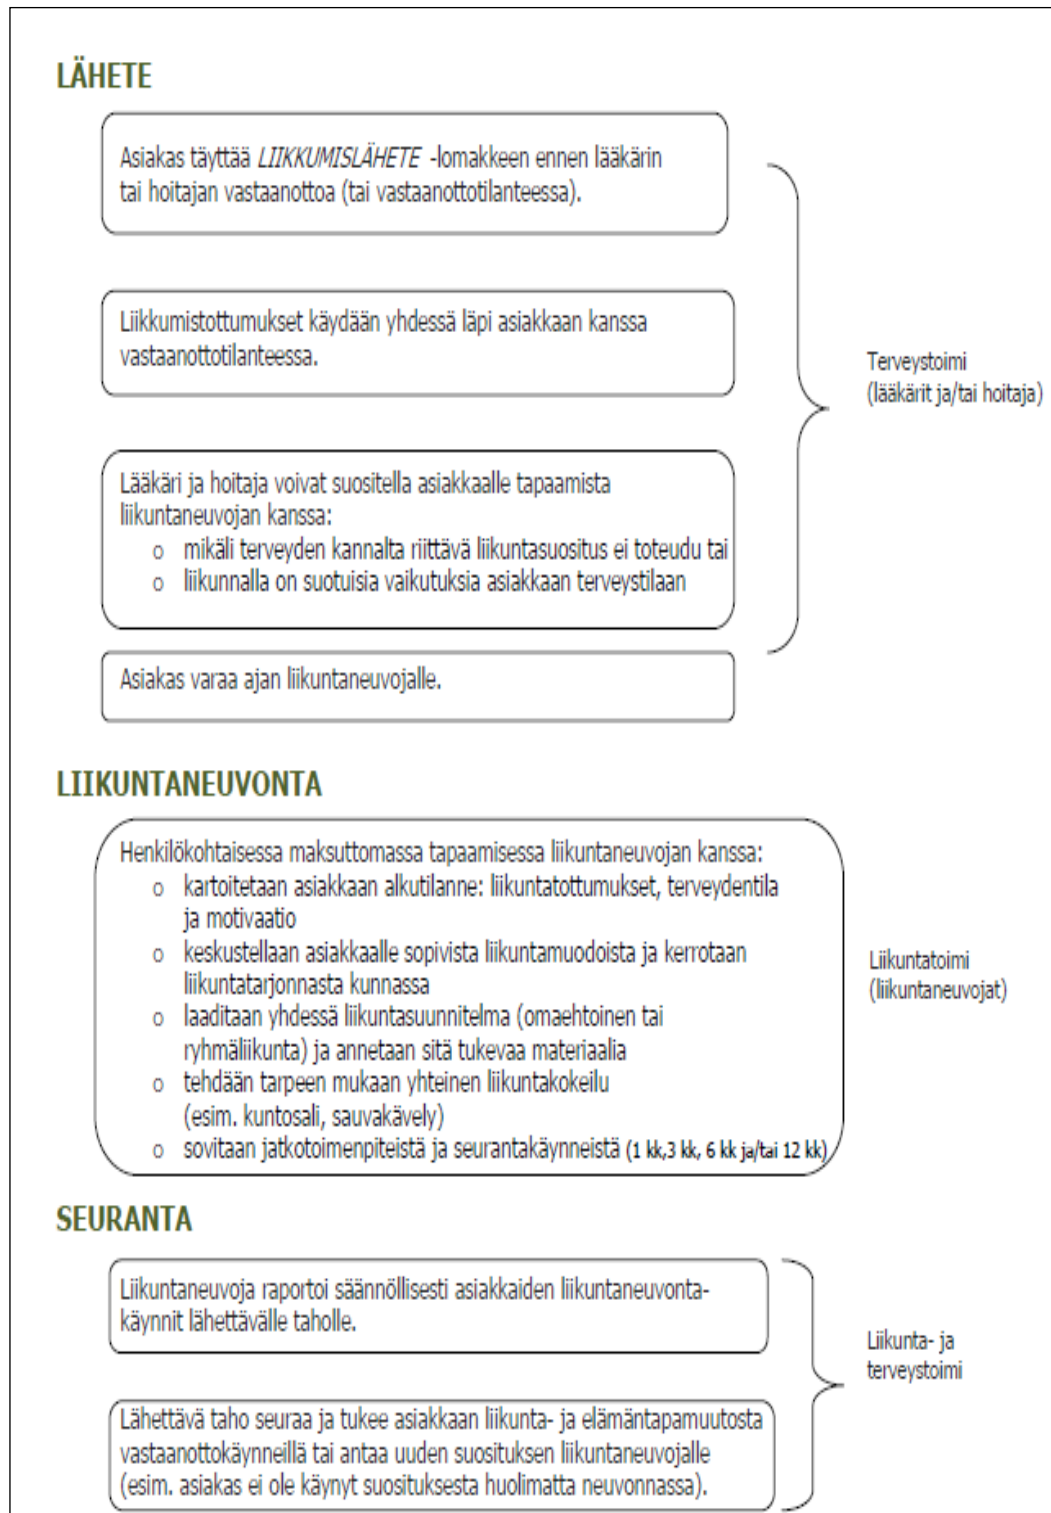 LÄHETE
Asiakas täyttää LIIKKUMISLÄHETE -lomakkeen ennen lääkärin
tai hoitajan vastaanottoa (tai vastaanottotilanteessa).
Liikkumistottumukset käydään yhdessä läpi asiakkaan kanssa
vastaanottotilanteessa.
Terveystoimi
(lääkärit ja/tai hoitaja)
Lääkäri ja hoitaja voivat suositella asiakkaalle tapaamista
liikuntaneuvojan kanssa:
o mikäli terveyden kannalta riittävä liikuntasuositus ei toteudu tai
o liikunnalla on suotuisia vaikutuksia asiakkaan terveystilaan
Asiakas varaa ajan liikuntaneuvojalle.
LIIKUNTANEUVONTA
Henkilökohtaisessa maksuttomassa tapaamisessa liikuntaneuvojan kanssa:
o kartoitetaan asiakkaan alkutilanne: liikuntatottumukset, terveydentila
ja motivaatio
o keskustellaan asiakkaalle sopivista liikuntamuodoista ja kerrotaan
liikuntatarjonnasta kunnassa
o laaditaan yhdessä liikuntasuunnitelma (omaehtoinen tai
ryhmäliikunta) ja annetaan sitä tukevaa materiaalia
o tehdään tarpeen mukaan yhteinen liikuntakokeilu
(esim. kuntosali, sauvakävely)
o sovitaan jatkotoimenpiteistä ja seurantakäynneistä (1 kk,3 kk, 6 kk ja/tai 12 kk)
Liikuntatoimi
(liikuntaneuvojat)
SEURANTA
Liikuntaneuvoja raportoi säännöllisesti asiakkaiden liikuntaneuvonta-
käynnit lähettävälle taholle.
Liikunta- ja
terveystoimi
Lähettävä taho seuraa ja tukee asiakkaan liikunta- ja elämäntapamuutosta
vastaanottokäynneillä tai antaa uuden suosituksen liikuntaneuvojalle
(esim. asiakas ei ole käynyt suosituksesta huolimatta neuvonnassa).